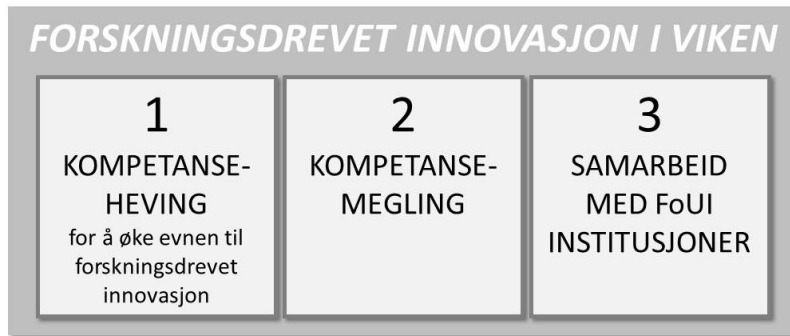 FORSKNINGSDREVET INNOVASJON I VIKEN
1
KOMPETANSE-
HEVING
for å øke evnen til
forskningsdrevet
innovasjon
2
KOMPETANSE-
MEGLING
3
SAMARBEID
MED FoUI
INSTITUSJONER